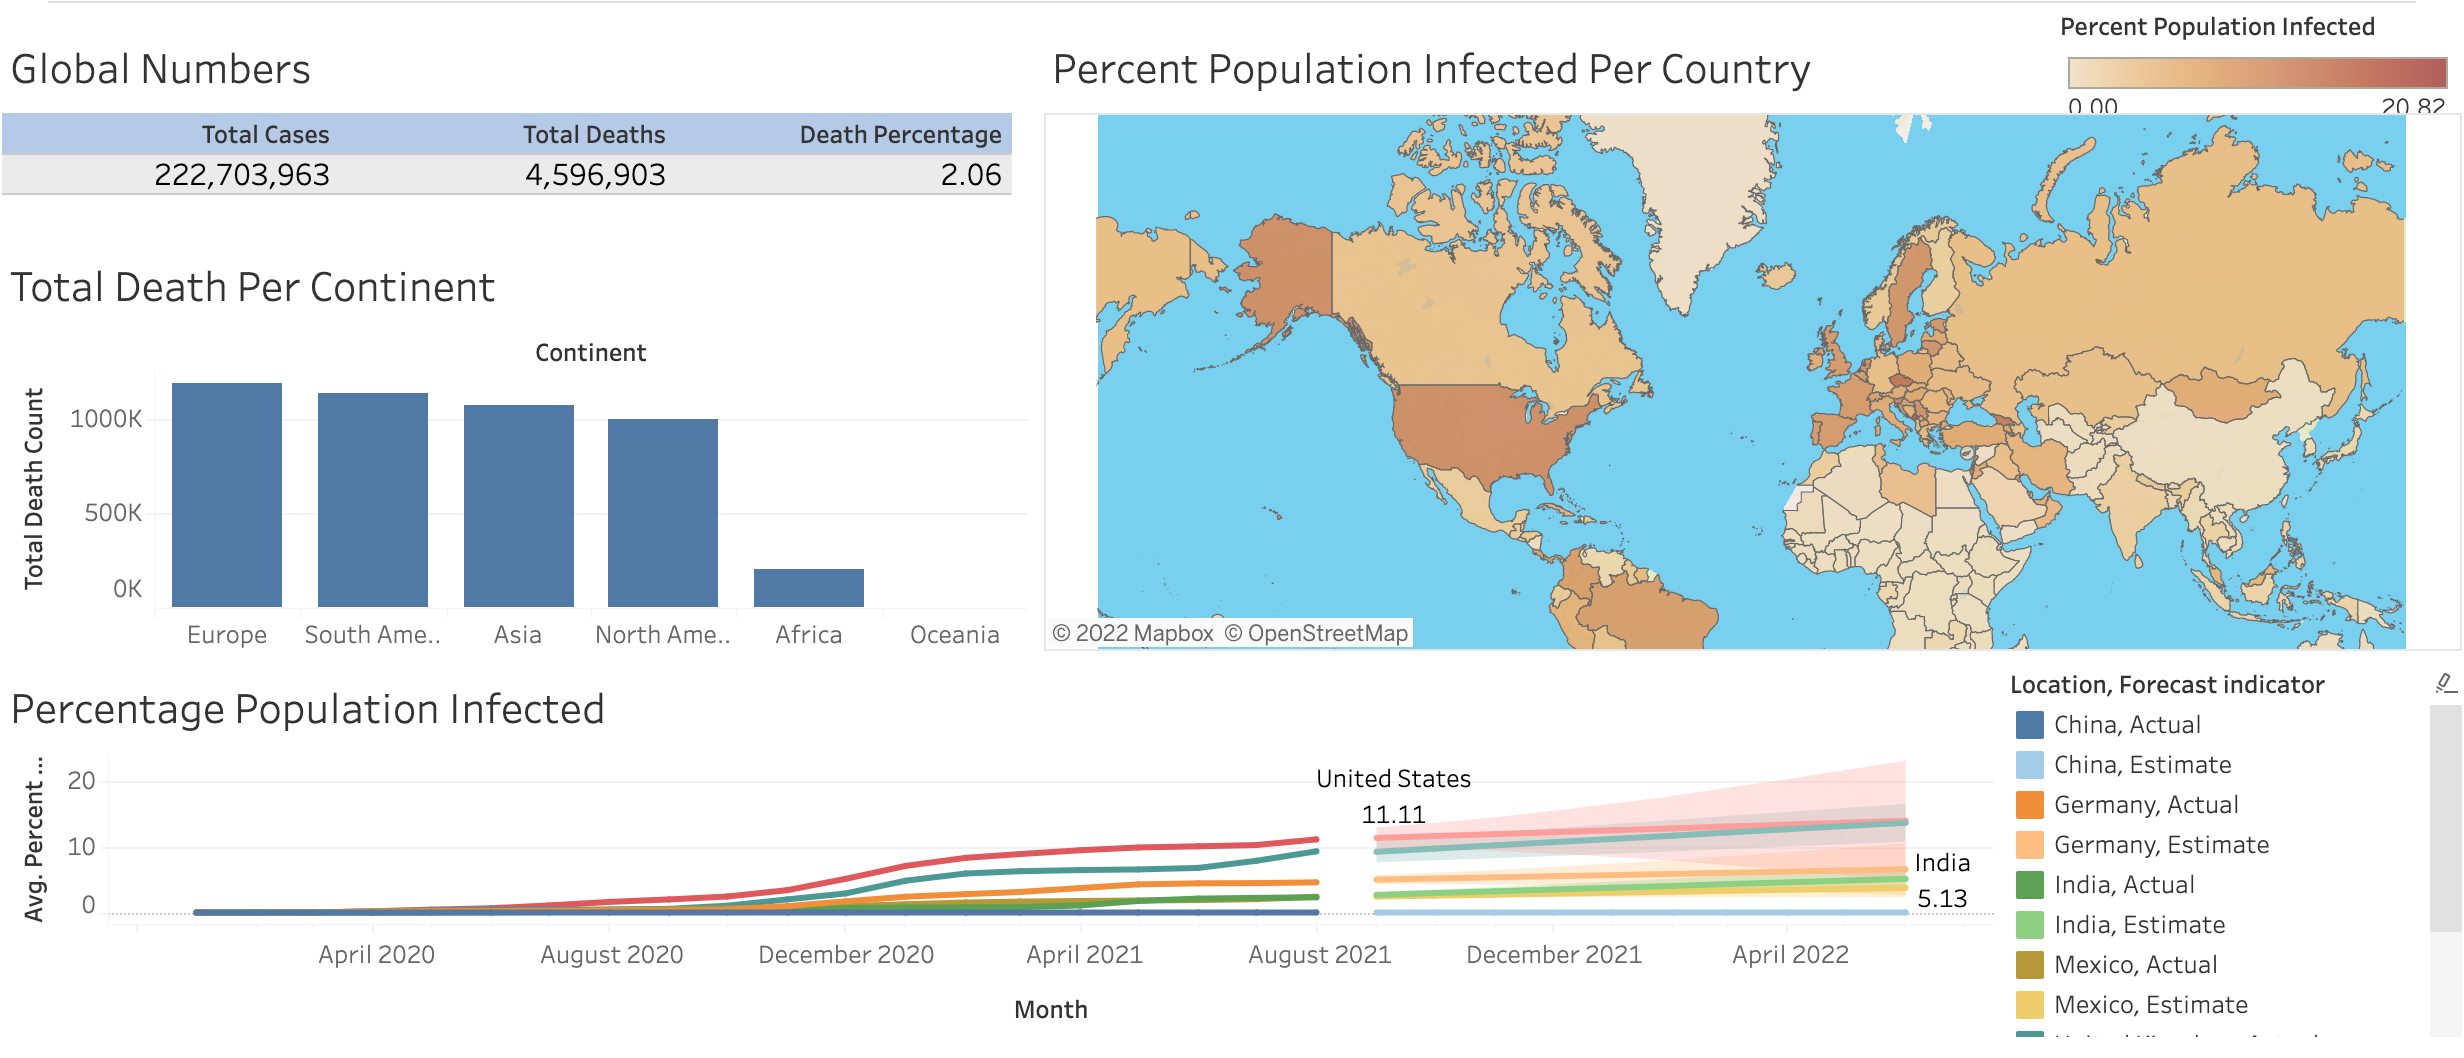 Global Numbers
Total Cases Total Deaths Death Percentage
222,703,963 4,596,903 2.06
Percent Population Infected Per Country
Percent Population Infected
0.00 20.82
© 2022 Mapbox © OpenStreetMap
Total Death Per Continent
Continent
Total Death Count
1000K
500K
0K
Europe South Ame.. Asia North Ame.. Africa Oceania
Percentage Population Infected
Avg. Percent ...
20
10
0
United States
11.11
India
5.13
April 2020 August 2020 December 2020 April 2021 August 2021 December 2021 April 2022
Month
Location, Forecast indicator
China, Actual
China, Estimate
Germany, Actual
Germany, Estimate
India, Actual
India, Estimate
Mexico, Actual
Mexico, Estimate